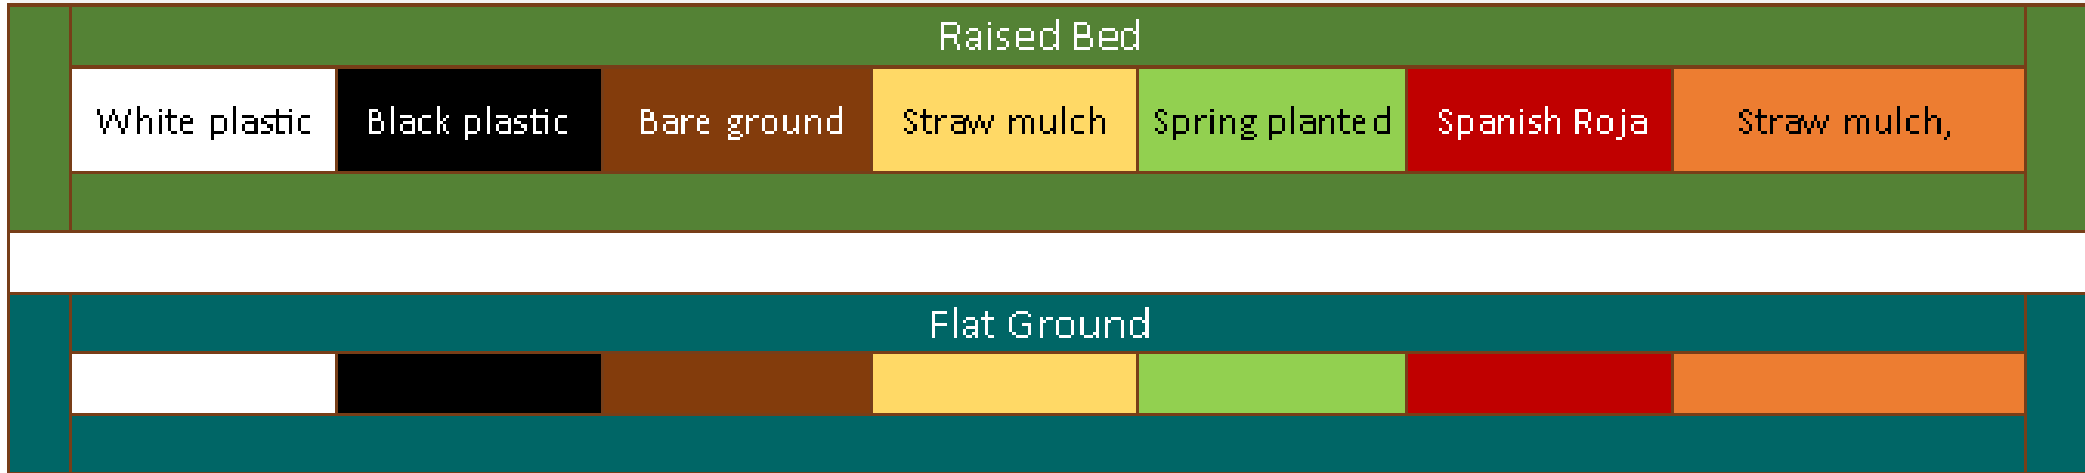 Raised Bed
White plastic Black plastic Bare ground Straw mulch Spring planted Spanish Roja Straw mulch,
Flat Ground